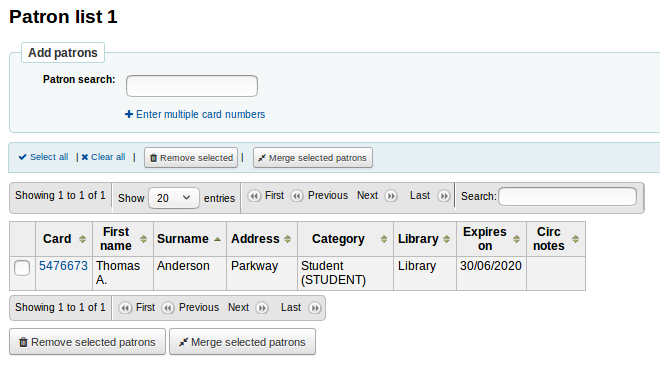 Patron list 1
Add patrons
Patron search:
Enter multiple card numbers
Select all | Clear all | Remove selected | Merge selected patrons
Showing 1 to 1 of 1 Show 20 entries First Previous Next Last Search:
Card First name Surname Address Category Library Expires on Circ notes
5476673 Thomas A. Anderson Parkway Student (STUDENT) Library 30/06/2020
Showing 1 to 1 of 1 First Previous Next Last
Remove selected patrons Merge selected patrons